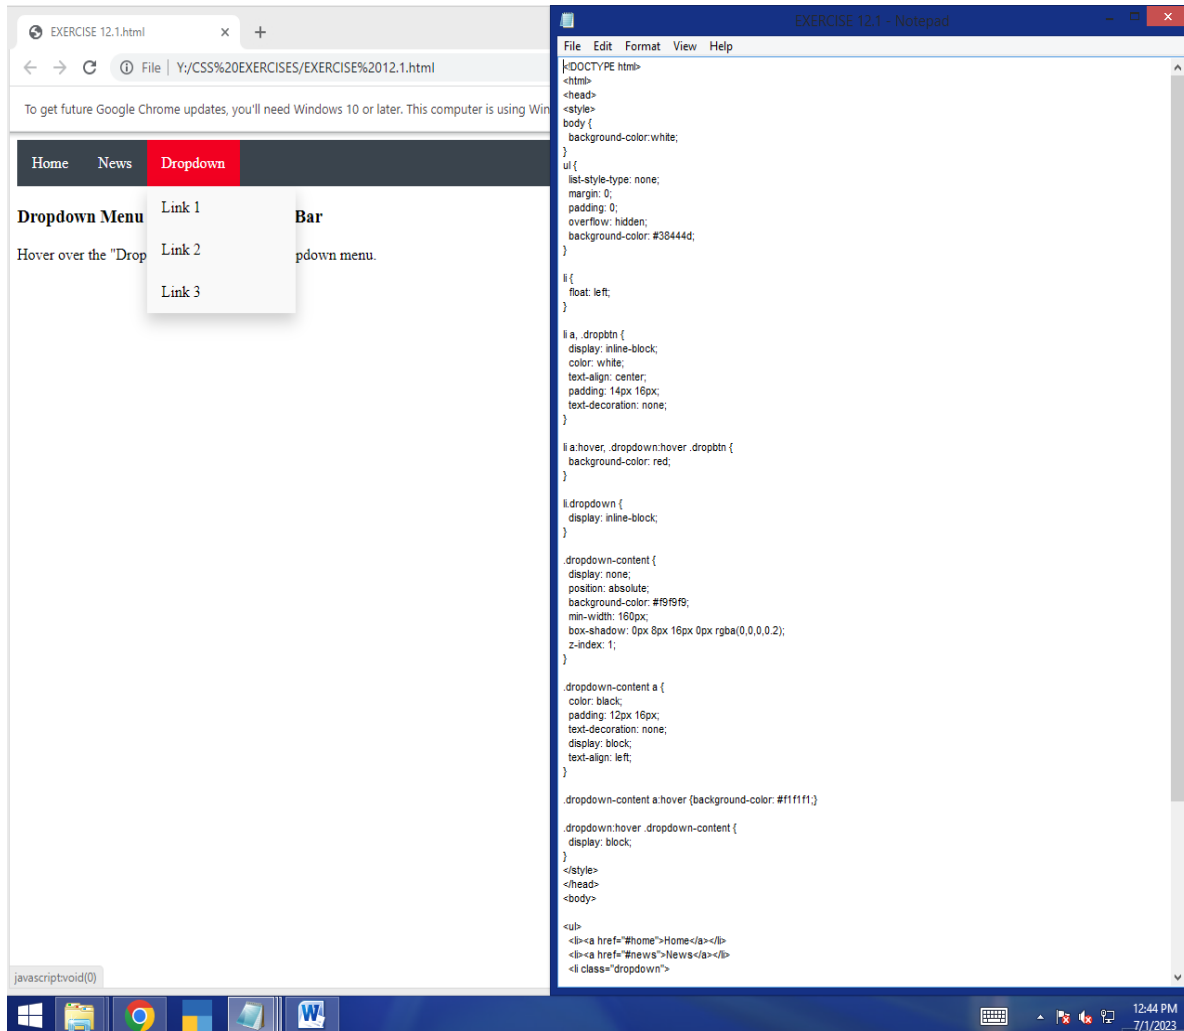 EXERCISE 12.1.html
File | Y:/CSS%20EXERCISES/EXERCISE%2012.1.html
To get future Google Chrome updates, you'll need Windows 10 or later. This computer is using Win
Home News Dropdown
Link 1
Dropdown Menu Bar
Hover over the "Drop Link 2 pdown menu.
Link 3
javascript:void(0)
EXERCISE 12.1 - Notepad
File Edit Format View Help
<!DOCTYPE html>
<html>
<head>
<style>
body {
  background-color:white;
}
ul {
  list-style-type: none;
  margin: 0;
  padding: 0;
  overflow: hidden;
  background-color: #38444d;
}

li {
  float: left;
}

li a, .dropbtn {
  display: inline-block;
  color: white;
  text-align: center;
  padding: 14px 16px;
  text-decoration: none;
}

li a:hover, .dropdown:hover .dropbtn {
  background-color: red;
}

li.dropdown {
  display: inline-block;
}

.dropdown-content {
  display: none;
  position: absolute;
  background-color: #f9f9f9;
  min-width: 160px;
  box-shadow: 0px 8px 16px 0px rgba(0,0,0,0.2);
  z-index: 1;
}

.dropdown-content a {
  color: black;
  padding: 12px 16px;
  text-decoration: none;
  display: block;
  text-align: left;
}

.dropdown-content a:hover {background-color: #f1f1f1;}

.dropdown:hover .dropdown-content {
  display: block;
}
</style>
</head>
<body>

<ul>
  <li><a href="#home">Home</a></li>
  <li><a href="#news">News</a></li>
  <li class="dropdown">
W
12:44 PM
7/1/2023